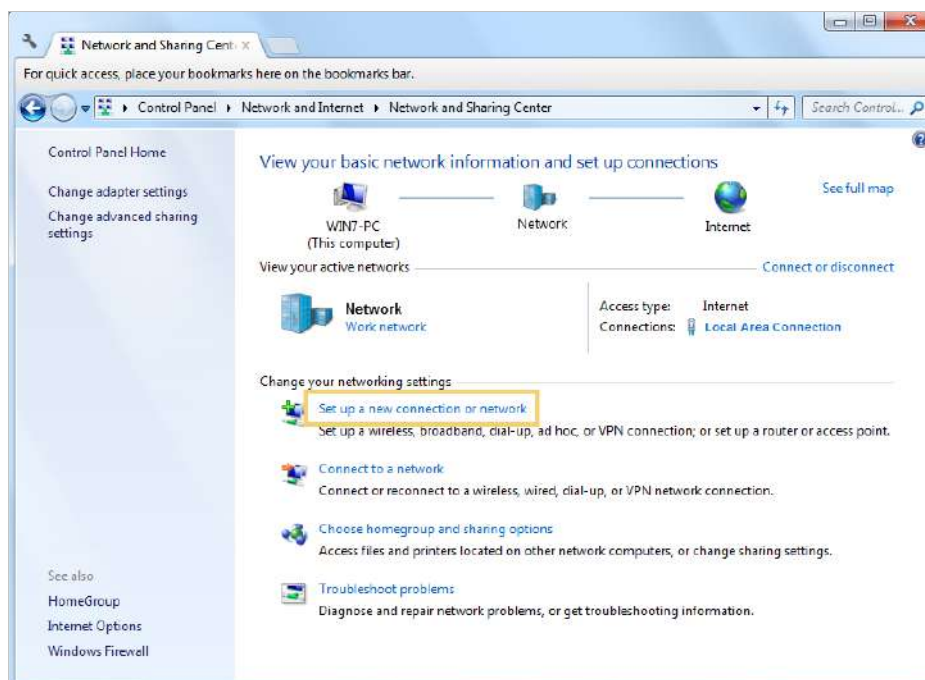 Network and Sharing Cent
For quick access, place your bookmarks here on the bookmarks bar.
Control Panel Network and Internet Network and Sharing Center
Search Control...
Control Panel Home
Change adapter settings
Change advanced sharing
settings
View your basic network information and set up connections
See full map
WIN7-PC
(This computer)
Network
Internet
View your active networks
Connect or disconnect
Network
Work network
Access type: Internet
Connections: Local Area Connection
Change your networking settings
Set up a new connection or network
Set up a wireless, broadband, dial-up, ad hoc, or VPN connection; or set up a router or access point.
Connect to a network
Connect or reconnect to a wireless, wired, dial-up, or VPN network connection.
Choose homegroup and sharing options
Access files and printers located on other network computers, or change sharing settings.
Troubleshoot problems
Diagnose and repair network problems, or get troubleshooting information.
See also
HomeGroup
Internet Options
Windows Firewall